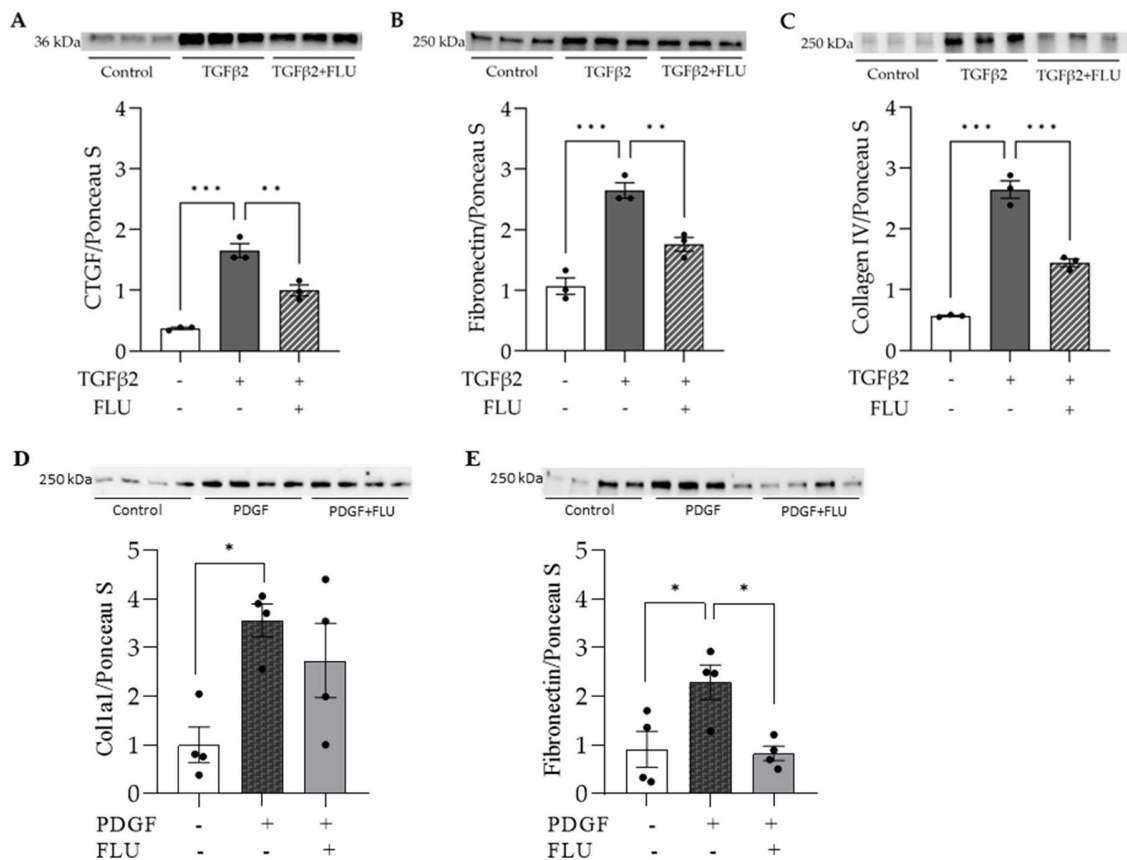 A
36 kDa
Control TGFβ2 TGFβ2+FLU
CTGF/Ponceau S
4
3
2
1
0
*** **
TGFβ2 - + +
FLU - - +
B
250 kDa
Control TGFβ2 TGFβ2+FLU
Fibronectin/Ponceau S
4
3
2
1
0
*** **
TGFβ2 - + +
FLU - - +
C
250 kDa
Control TGFβ2 TGFβ2+FLU
Collagen IV/Ponceau S
4
3
2
1
0
*** ***
TGFβ2 - + +
FLU - - +
D
250 kDa
Control PDGF PDGF+FLU
Col1a1/Ponceau S
5
4
3
2
1
0
*
PDGF - + +
FLU - - +
E
250 kDa
Control PDGF PDGF+FLU
Fibronectin/Ponceau S
5
4
3
2
1
0
* *
PDGF - + +
FLU - - +